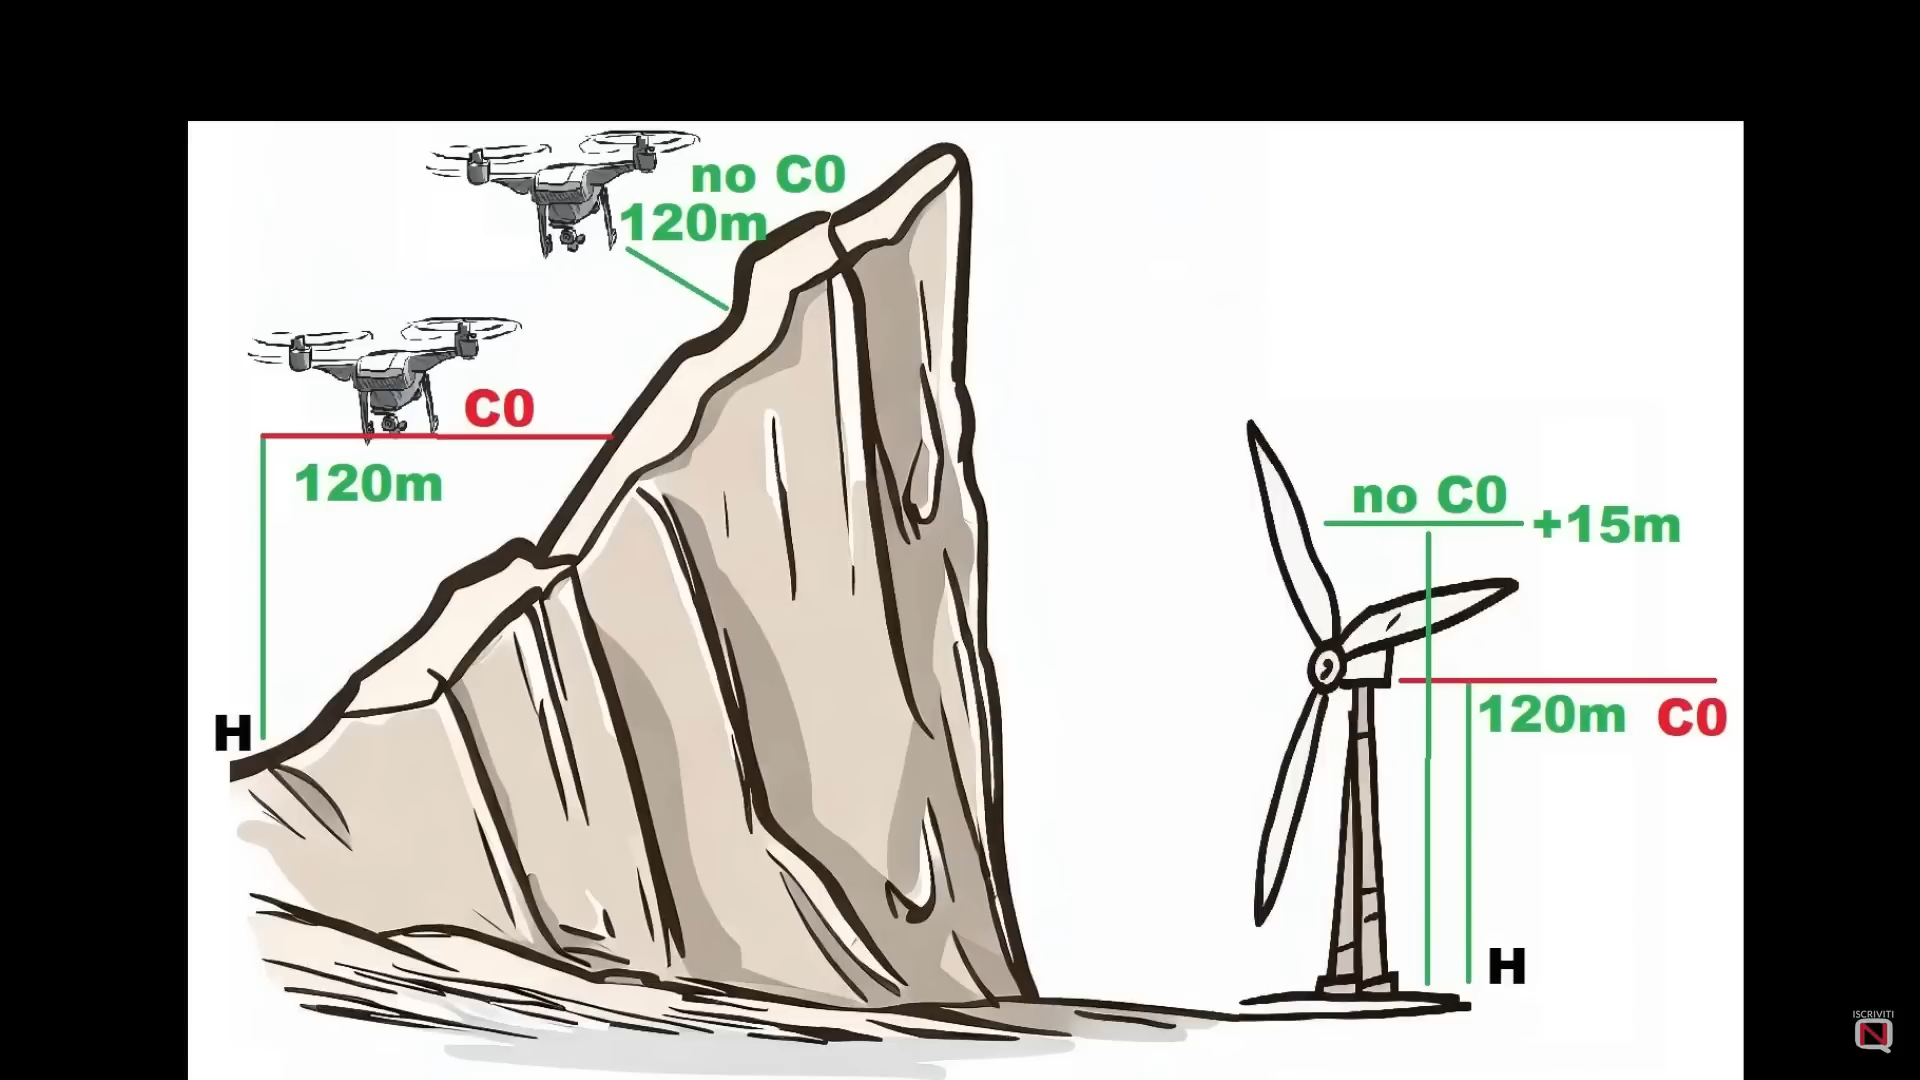 no C0
120m
C0
120m
H
no C0
+15m
120m C0
H
ISCRIVITI
N